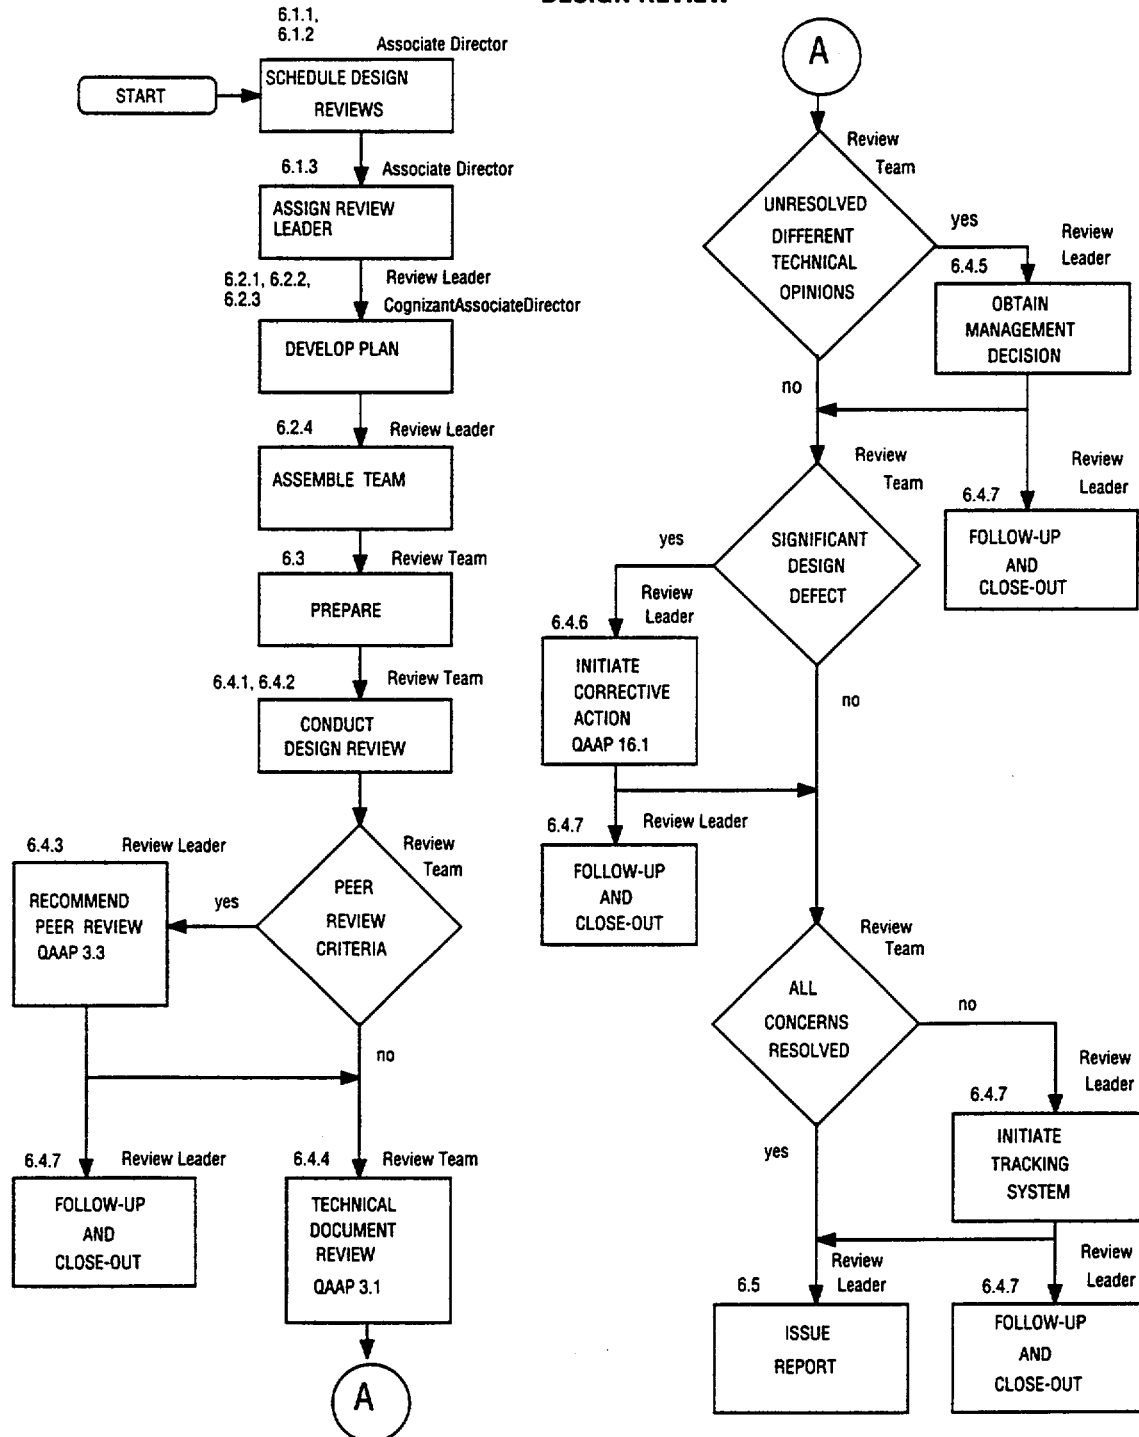 DESIGN REVIEW
6.1.1,
6.1.2
Associate Director
START
SCHEDULE DESIGN
REVIEWS
6.1.3
Associate Director
ASSIGN REVIEW
LEADER
6.2.1, 6.2.2,
6.2.3
Review Leader
CognizantAssociateDirector
DEVELOP PLAN
6.2.4
Review Leader
ASSEMBLE TEAM
6.3
Review Team
PREPARE
6.4.1, 6.4.2
Review Team
CONDUCT
DESIGN REVIEW
Review
Team
PEER
REVIEW
CRITERIA
yes
6.4.3
Review Leader
RECOMMEND
PEER REVIEW
QAAP 3.3
no
6.4.7
Review Leader
FOLLOW-UP
AND
CLOSE-OUT
6.4.4
Review Team
TECHNICAL
DOCUMENT
REVIEW
QAAP 3.1
A
A
Review
Team
UNRESOLVED
DIFFERENT
TECHNICAL
OPINIONS
yes
Review
Leader
6.4.5
OBTAIN
MANAGEMENT
DECISION
no
Review
Leader
6.4.7
FOLLOW-UP
AND
CLOSE-OUT
Review
Team
SIGNIFICANT
DESIGN
DEFECT
yes
Review
Leader
6.4.6
INITIATE
CORRECTIVE
ACTION
QAAP 16.1
no
6.4.7
Review Leader
FOLLOW-UP
AND
CLOSE-OUT
Review
Team
ALL
CONCERNS
RESOLVED
no
Review
Leader
6.4.7
INITIATE
TRACKING
SYSTEM
yes
Review
Leader
6.5
ISSUE
REPORT
Review
Leader
6.4.7
FOLLOW-UP
AND
CLOSE-OUT